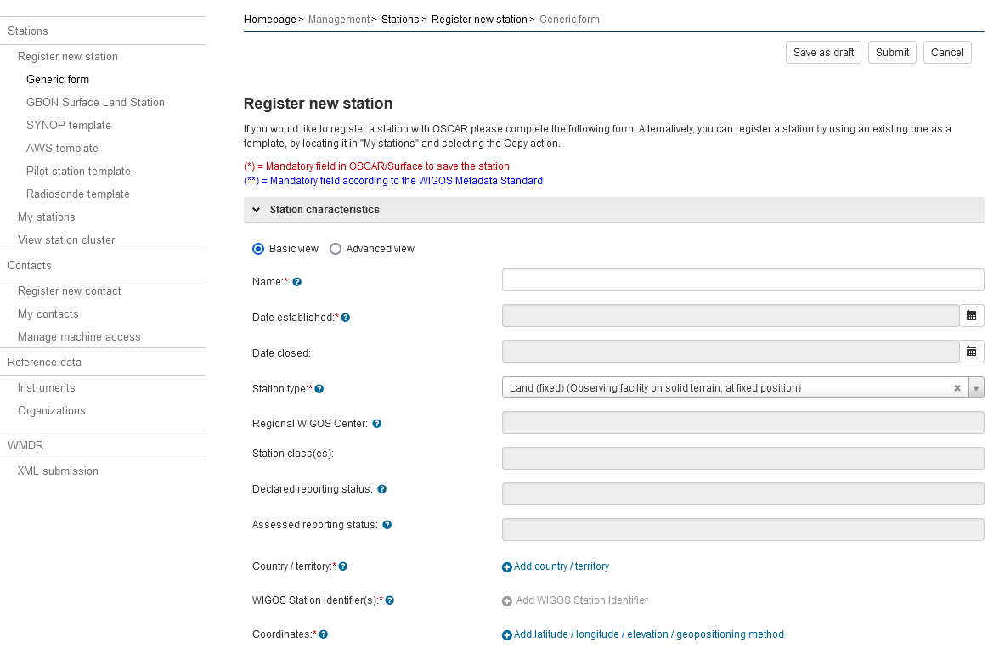 Homepage > Management > Stations > Register new station > Generic form
Save as draft
Submit
Cancel
Stations
Register new station
Generic form
GBON Surface Land Station
SYNOP template
AWS template
Pilot station template
Radiosonde template
My stations
View station cluster
Contacts
Register new contact
My contacts
Manage machine access
Reference data
Instruments
Organizations
WMDR
XML submission
Register new station
If you would like to register a station with OSCAR please complete the following form. Alternatively, you can register a station by using an existing one as a
template, by locating it in "My stations" and selecting the Copy action.
(*) = Mandatory field in OSCAR/Surface to save the station
(**) = Mandatory field according to the WIGOS Metadata Standard
Station characteristics
Basic view Advanced view
Name:*
Date established:*
Date closed:
Station type:* Land (fixed) (Observing facility on solid terrain, at fixed position)
Regional WIGOS Center:
Station class(es):
Declared reporting status:
Assessed reporting status:
Country / territory:* Add country / territory
WIGOS Station Identifier(s):* Add WIGOS Station Identifier
Coordinates:* Add latitude / longitude / elevation / geopositioning method